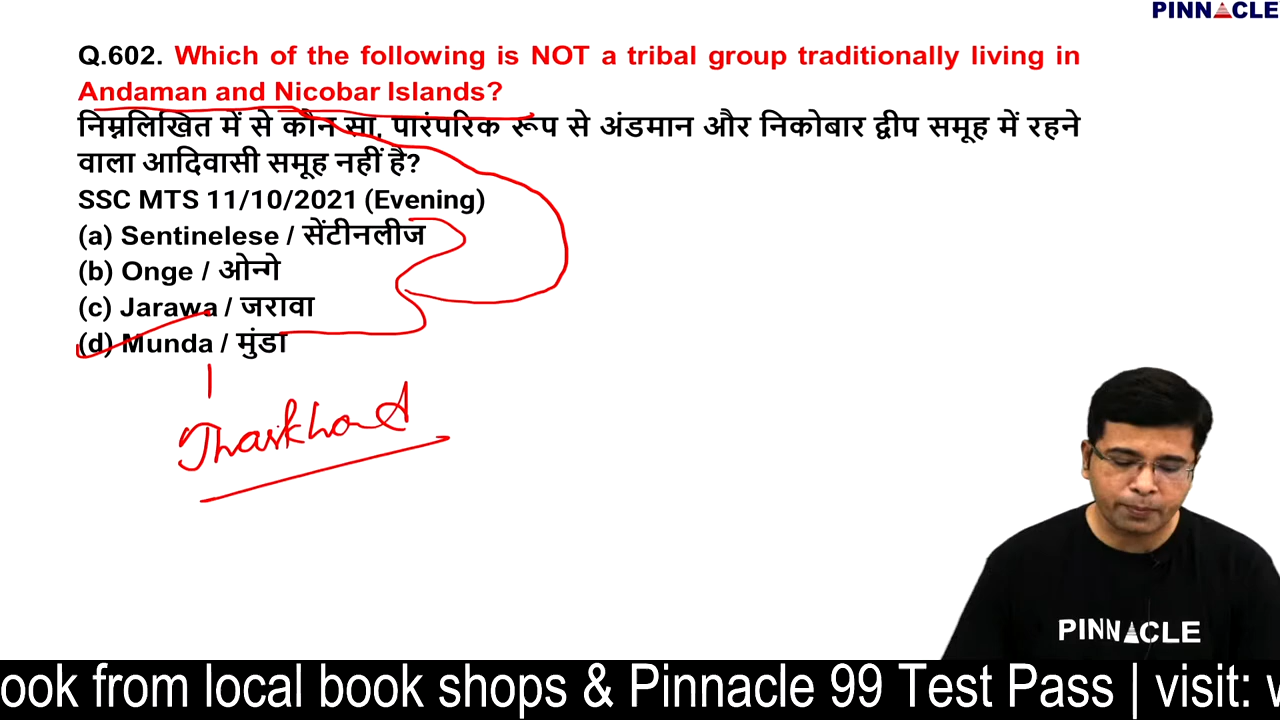 PINNACLE
Q.602. Which of the following is NOT a tribal group traditionally living in
Andaman and Nicobar Islands?
निम्नलिखित में से कौन सा, पारंपरिक रूप से अंडमान और निकोबार द्वीप समूह में रहने
वाला आदिवासी समूह नहीं है?
SSC MTS 11/10/2021 (Evening)
(a) Sentinelese / सेंटीनलीज
(b) Onge / ओन्गे
(c) Jarawa / जरावा
(d) Munda / मुंडा
Jharkhand
PINNACLE
ook from local book shops & Pinnacle 99 Test Pass | visit: w